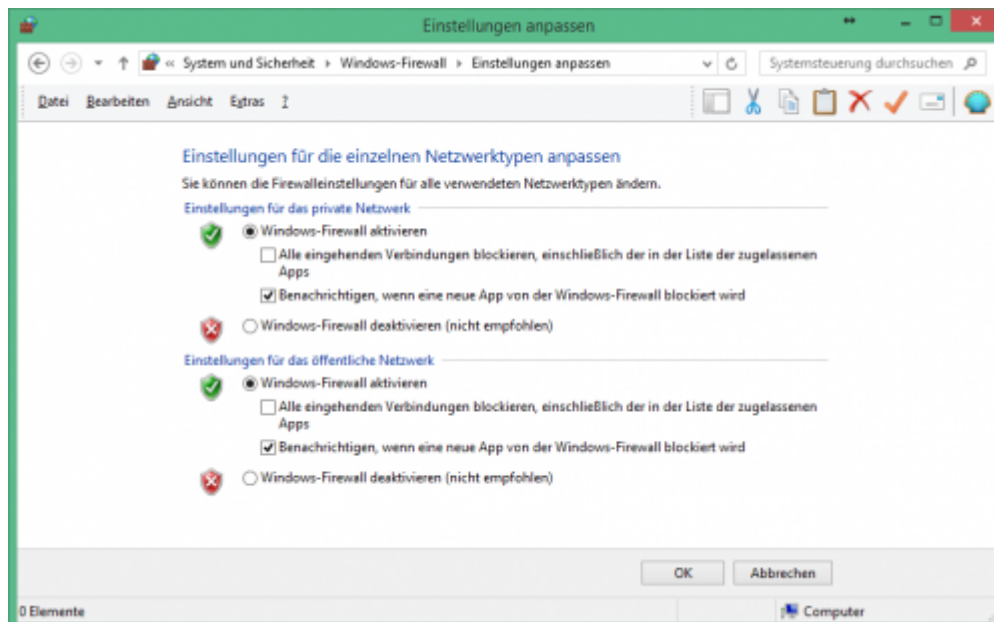 Einstellungen anpassen
« System und Sicherheit › Windows-Firewall › Einstellungen anpassen
Systemsteuerung durchsuchen
Datei Bearbeiten Ansicht Extras ?
Einstellungen für die einzelnen Netzwerktypen anpassen
Sie können die Firewalleinstellungen für alle verwendeten Netzwerktypen ändern.
Einstellungen für das private Netzwerk
Windows-Firewall aktivieren
Alle eingehenden Verbindungen blockieren, einschließlich der in der Liste der zugelassenen
Apps
Benachrichtigen, wenn eine neue App von der Windows-Firewall blockiert wird
Windows-Firewall deaktivieren (nicht empfohlen)
Einstellungen für das öffentliche Netzwerk
Windows-Firewall aktivieren
Alle eingehenden Verbindungen blockieren, einschließlich der in der Liste der zugelassenen
Apps
Benachrichtigen, wenn eine neue App von der Windows-Firewall blockiert wird
Windows-Firewall deaktivieren (nicht empfohlen)
OK Abbrechen
0 Elemente Computer